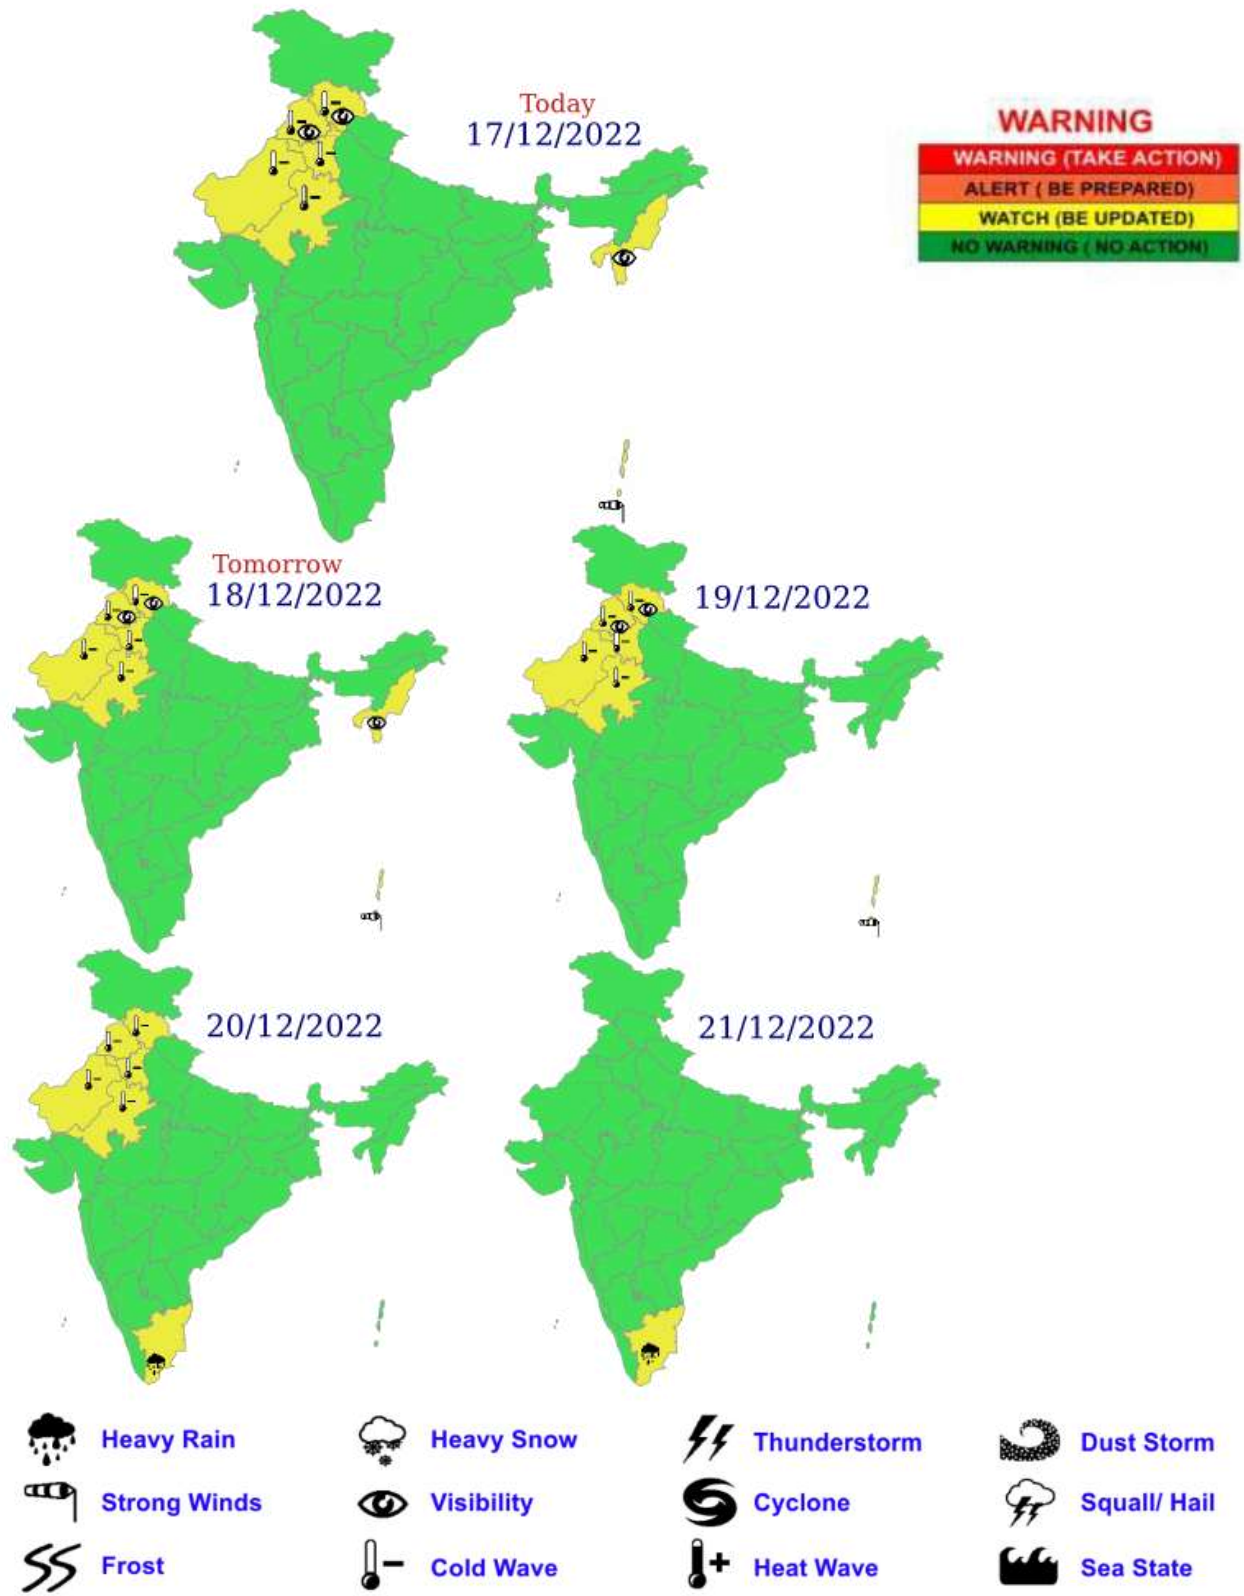 Today
17/12/2022
WARNING
WARNING (TAKE ACTION)
ALERT ( BE PREPARED)
WATCH (BE UPDATED)
NO WARNING ( NO ACTION)
Tomorrow
18/12/2022
19/12/2022
20/12/2022
21/12/2022
Heavy Rain
Heavy Snow
Thunderstorm
Dust Storm
Strong Winds
Visibility
Cyclone
Squall/ Hail
Frost
Cold Wave
Heat Wave
Sea State